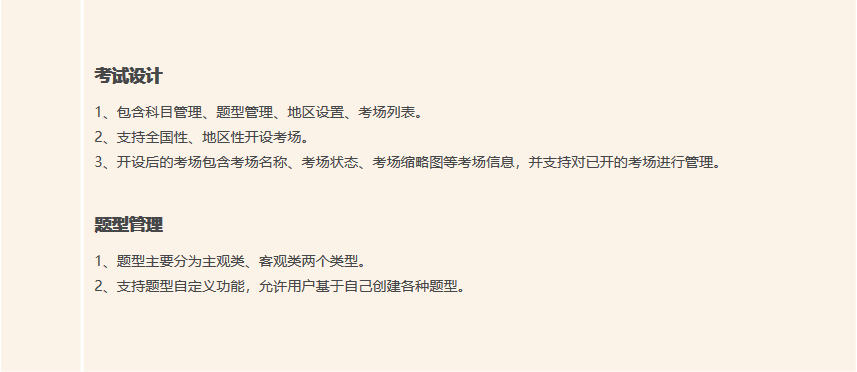 考试设计
1、包含科目管理、题型管理、地区设置、考场列表。
2、支持全国性、地区性开设考场。
3、开设后的考场包含考场名称、考场状态、考场缩略图等考场信息，并支持对已开的考场进行管理。
题型管理
1、题型主要分为主观类、客观类两个类型。
2、支持题型自定义功能，允许用户基于自己创建各种题型。